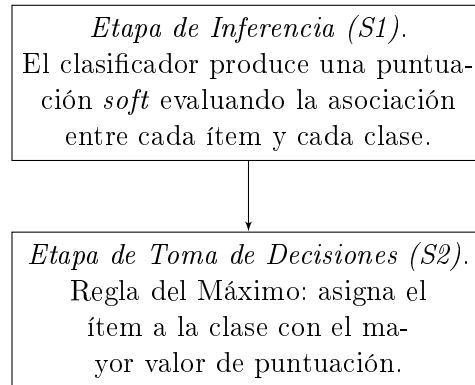 Etapa de Inferencia (S1).
El clasificador produce una puntua-
ción soft evaluando la asociación
entre cada ítem y cada clase.
Etapa de Toma de Decisiones (S2).
Regla del Máximo: asigna el
ítem a la clase con el ma-
yor valor de puntuación.